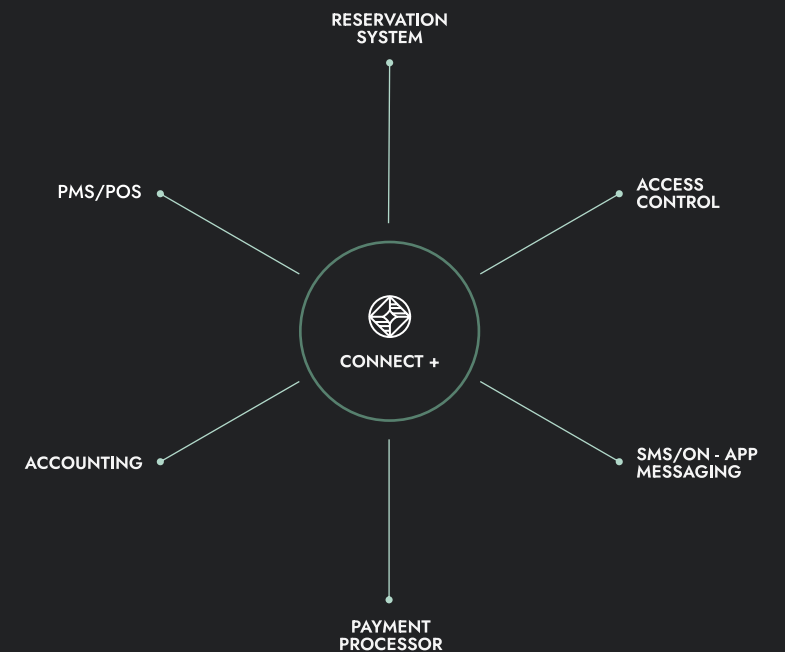 RESERVATION
SYSTEM
PMS/POS
ACCESS
CONTROL
CONNECT +
ACCOUNTING
SMS/ON - APP
MESSAGING
PAYMENT
PROCESSOR